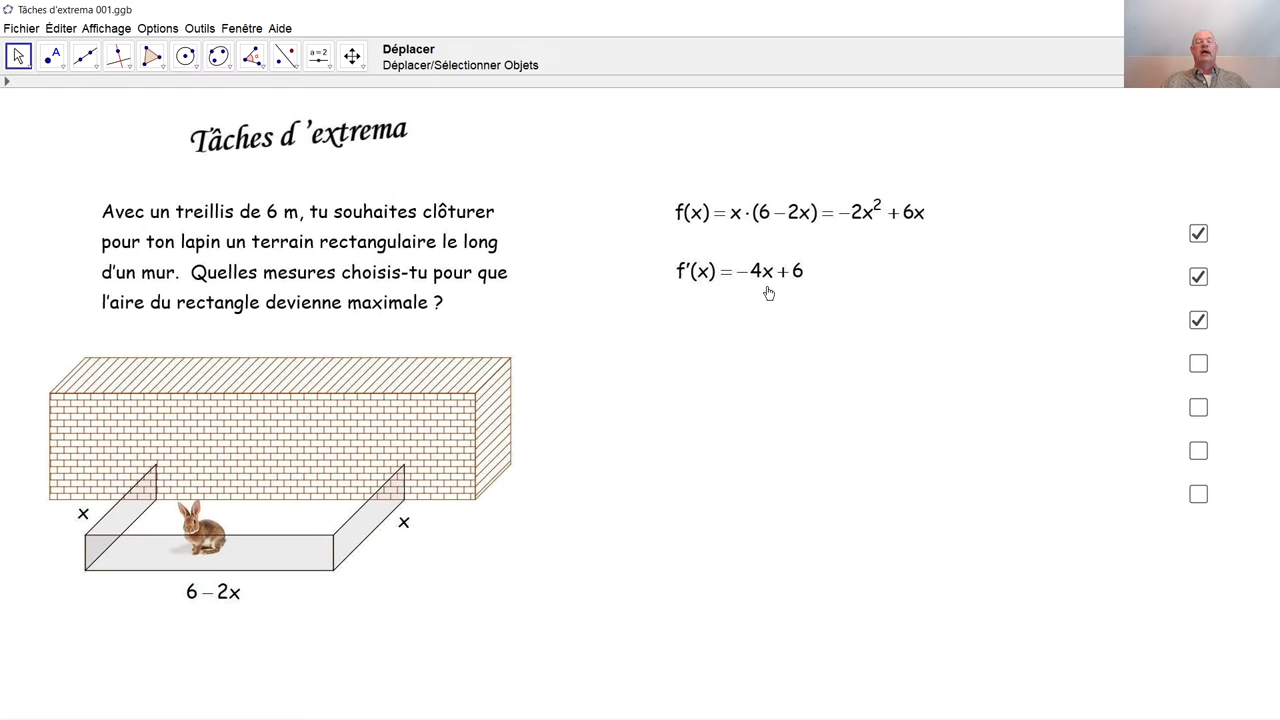 Tâches d'extrema 001.ggb
Fichier Éditer Affichage Options Outils Fenêtre Aide
A
a=2
Déplacer
Déplacer/Sélectionner Objets
Tâches d'extrema
Avec un treillis de 6 m, tu souhaites clôturer
pour ton lapin un terrain rectangulaire le long
d'un mur. Quelles mesures choisis-tu pour que
l'aire du rectangle devienne maximale ?
f(x) = x · (6 – 2x) = –2x² + 6x
f'(x) = –4x + 6
x
x
6 – 2x